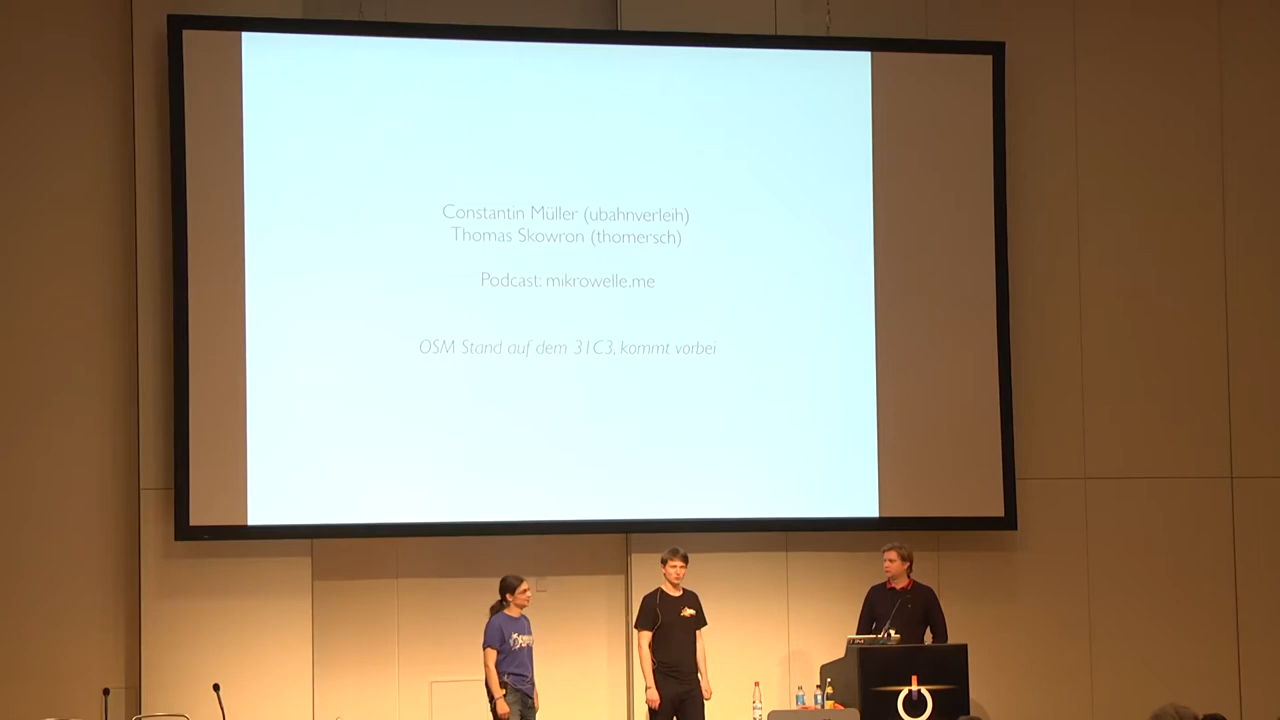 Constantin Müller (ubahnverleih)
Thomas Skowron (thomersch)
Podcast: mikrowelle.me
OSM Stand auf dem 31C3, kommt vorbei